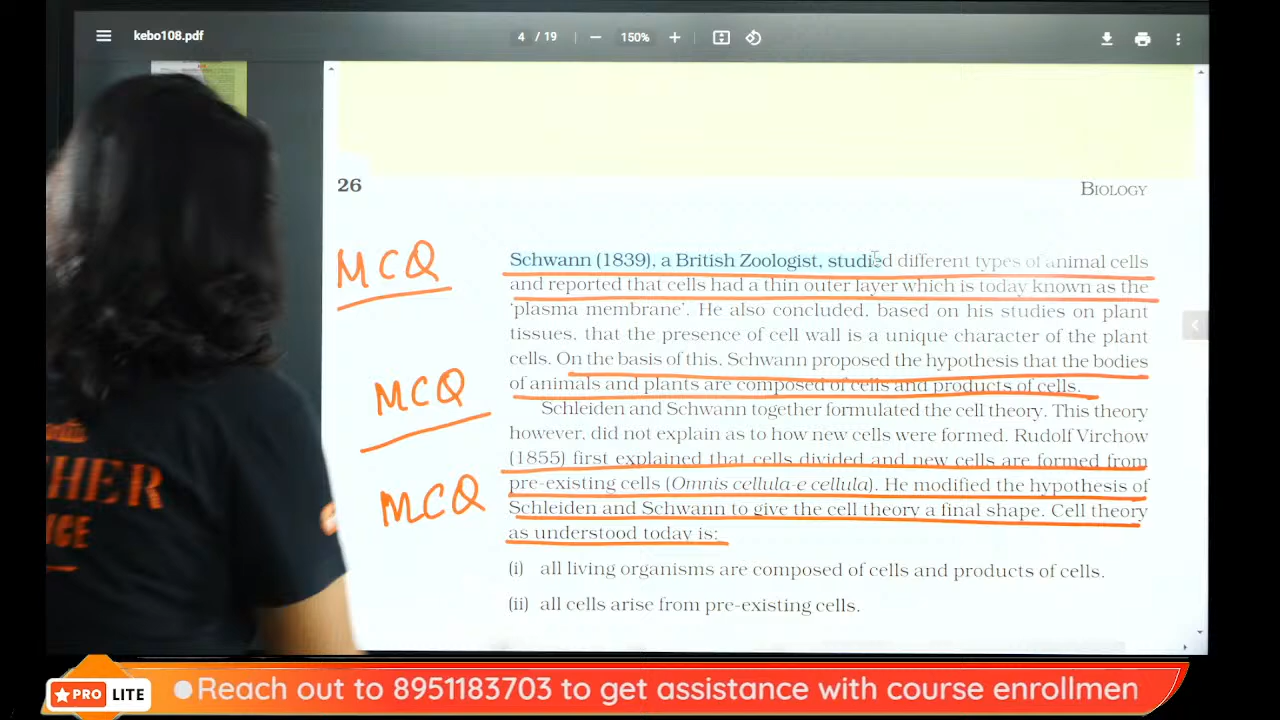 kebo108.pdf
4 / 19
150%
26
BIOLOGY
MCQ
Schwann (1839), a British Zoologist, studied different types of animal cells
and reported that cells had a thin outer layer which is today known as the
'plasma membrane'. He also concluded, based on his studies on plant
tissues, that the presence of cell wall is a unique character of the plant
cells. On the basis of this, Schwann proposed the hypothesis that the bodies
of animals and plants are composed of cells and products of cells.
MCQ
Schleiden and Schwann together formulated the cell theory. This theory
however, did not explain as to how new cells were formed. Rudolf Virchow
(1855) first explained that cells divided and new cells are formed from
pre-existing cells (Omnis cellula-e cellula). He modified the hypothesis of
MCQ
Schleiden and Schwann to give the cell theory a final shape. Cell theory
as understood today is:
(i) all living organisms are composed of cells and products of cells.
(ii) all cells arise from pre-existing cells.
HER
ICE
PRO LITE
Reach out to 8951183703 to get assistance with course enrollmen